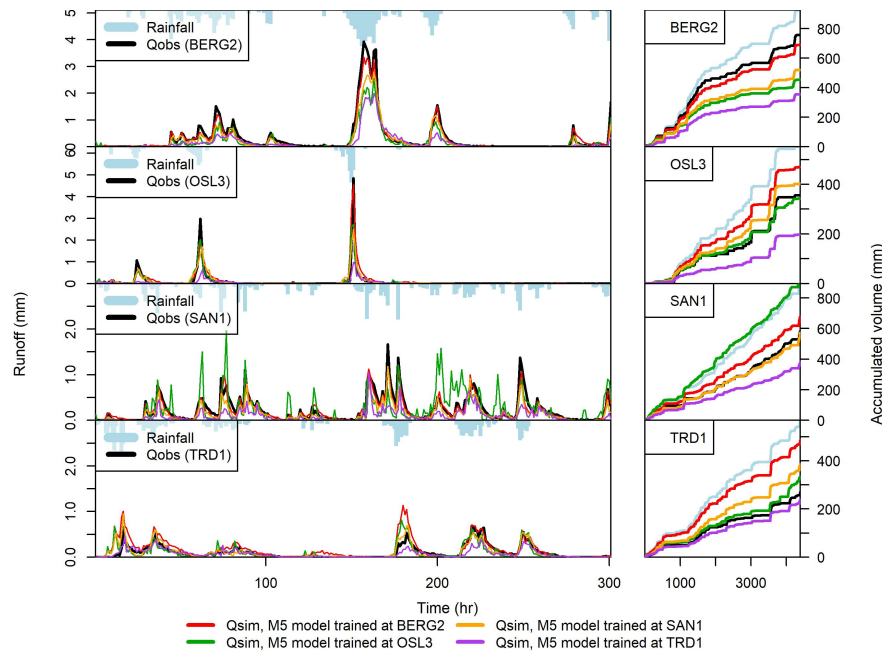 5
4
3
2
1
Rainfall
Qobs (BERG2)
BERG2
800
600
400
200
0
60
5
4
3
2
1
0
Rainfall
Qobs (OSL3)
OSL3
400
200
0
2.0
1.0
0.0
Rainfall
Qobs (SAN1)
SAN1
800
600
400
200
0
2.0
1.0
0.0
Rainfall
Qobs (TRD1)
TRD1
400
200
0
Runoff (mm)
Accumulated volume (mm)
100
200
300
1000
3000
Time (hr)
Qsim, M5 model trained at BERG2
Qsim, M5 model trained at SAN1
Qsim, M5 model trained at OSL3
Qsim, M5 model trained at TRD1